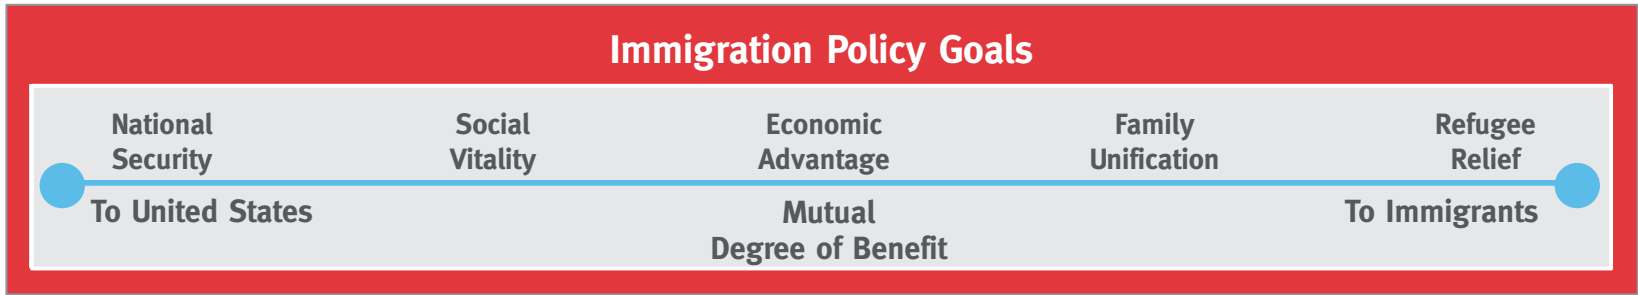 Immigration Policy Goals
National Social Economic Family Refugee
Security Vitality Advantage Unification Relief
To United States Mutual To Immigrants
Degree of Benefit